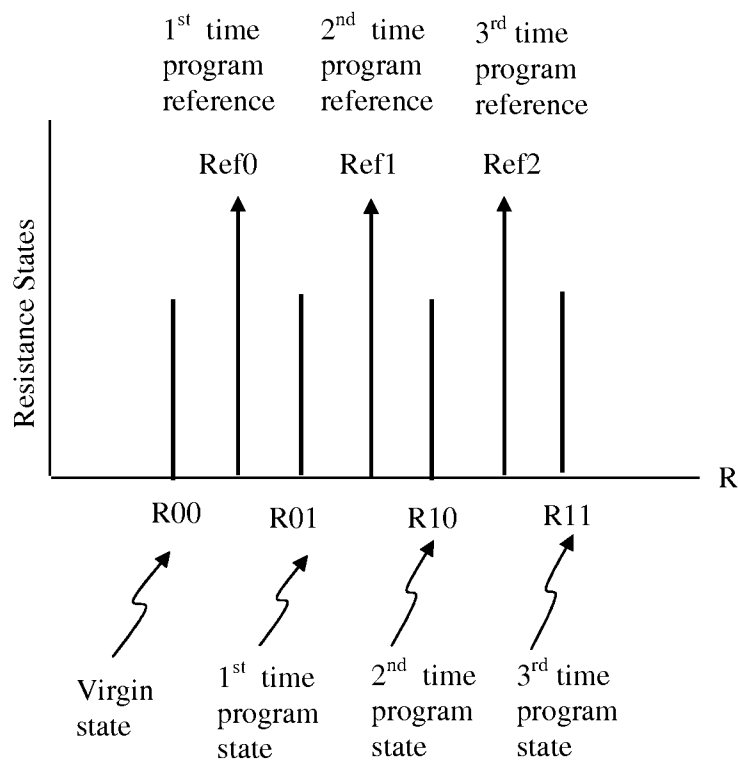 1st time
program
reference
2nd time
program
reference
3rd time
program
reference
Ref0
Ref1
Ref2
Resistance States
R
R00
R01
R10
R11
Virgin
state
1st time
program
state
2nd time
program
state
3rd time
program
state